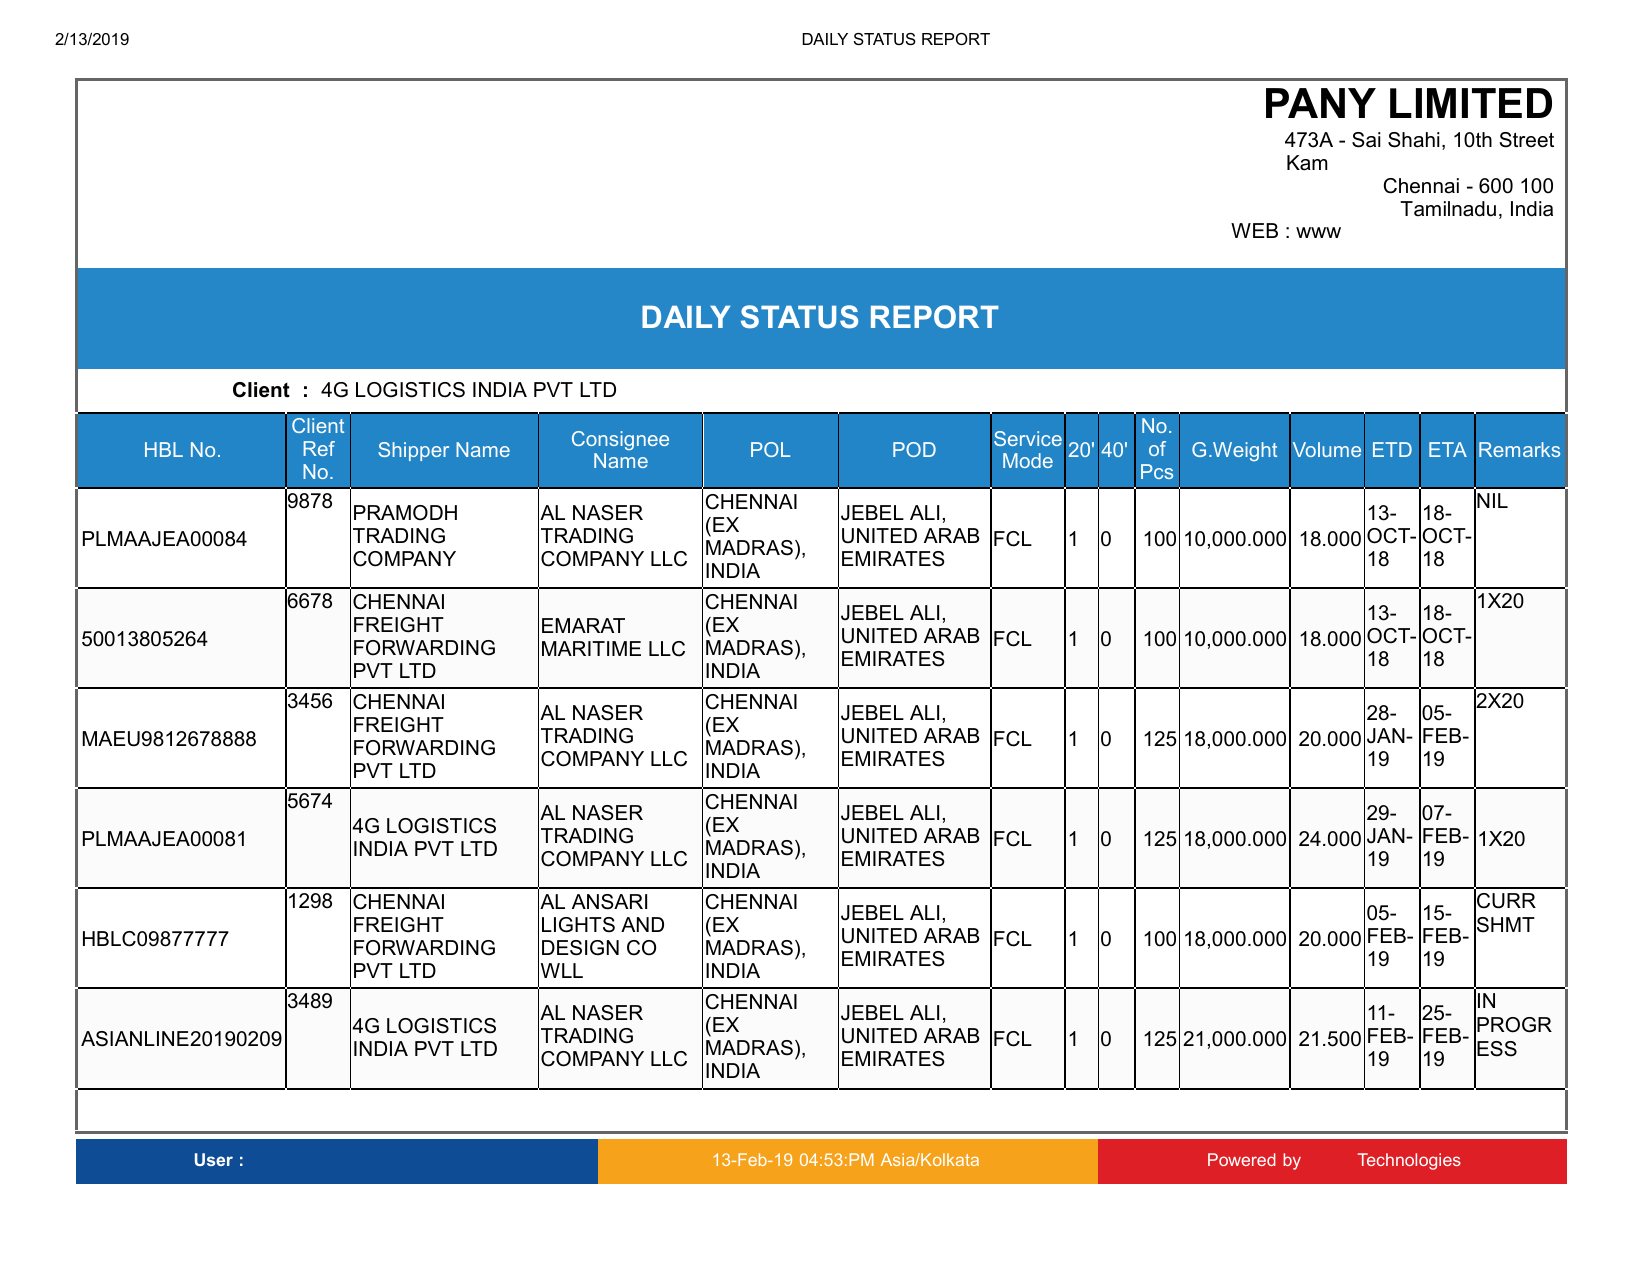 2/13/2019 DAILY STATUS REPORT
PANY LIMITED
473A - Sai Shahi, 10th Street
Kam
Chennai - 600 100
Tamilnadu, India
WEB : www
DAILY STATUS REPORT
Client : 4G LOGISTICS INDIA PVT LTD
HBL No. Client Ref No. Shipper Name Consignee Name POL POD Service Mode 20' 40' No. of Pcs G.Weight Volume ETD ETA Remarks
PLMAAJEA00084 9878 PRAMODH TRADING COMPANY AL NASER TRADING COMPANY LLC CHENNAI (EX MADRAS), INDIA JEBEL ALI, UNITED ARAB EMIRATES FCL 1 0 100 10,000.000 18.000 13-OCT-18 18-OCT-18 NIL
50013805264 6678 CHENNAI FREIGHT FORWARDING PVT LTD EMARAT MARITIME LLC CHENNAI (EX MADRAS), INDIA JEBEL ALI, UNITED ARAB EMIRATES FCL 1 0 100 10,000.000 18.000 13-OCT-18 18-OCT-18 1X20
MAEU9812678888 3456 CHENNAI FREIGHT FORWARDING PVT LTD AL NASER TRADING COMPANY LLC CHENNAI (EX MADRAS), INDIA JEBEL ALI, UNITED ARAB EMIRATES FCL 1 0 125 18,000.000 20.000 28-JAN-19 05-FEB-19 2X20
PLMAAJEA00081 5674 4G LOGISTICS INDIA PVT LTD AL NASER TRADING COMPANY LLC CHENNAI (EX MADRAS), INDIA JEBEL ALI, UNITED ARAB EMIRATES FCL 1 0 125 18,000.000 24.000 29-JAN-19 07-FEB-19 1X20
HBLC09877777 1298 CHENNAI FREIGHT FORWARDING PVT LTD AL ANSARI LIGHTS AND DESIGN CO WLL CHENNAI (EX MADRAS), INDIA JEBEL ALI, UNITED ARAB EMIRATES FCL 1 0 100 18,000.000 20.000 05-FEB-19 15-FEB-19 CURR SHMT
ASIANLINE20190209 3489 4G LOGISTICS INDIA PVT LTD AL NASER TRADING COMPANY LLC CHENNAI (EX MADRAS), INDIA JEBEL ALI, UNITED ARAB EMIRATES FCL 1 0 125 21,000.000 21.500 11-FEB-19 25-FEB-19 IN PROGRESS
User : 13-Feb-19 04:53:PM Asia/Kolkata Powered by Technologies